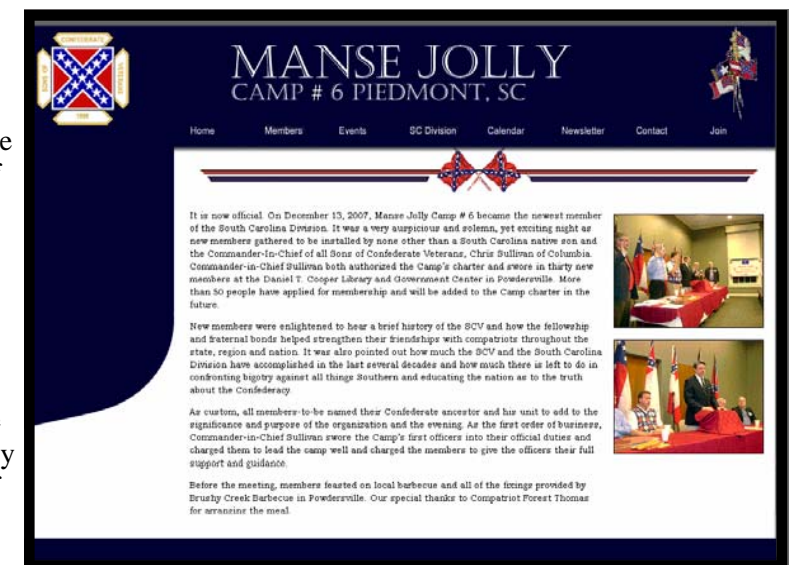 CONFEDERATE
SONS OF
VETERANS
1896
MANSE JOLLY
CAMP # 6 PIEDMONT, SC
Home Members Events SC Division Calendar Newsletter Contact Join
It is now official. On December 13, 2007, Manse Jolly Camp # 6 became the newest member
of the South Carolina Division. It was a very auspicious and solemn, yet exciting night as
new members gathered to be installed by none other than a South Carolina native son and
the Commander-In-Chief of all Sons of Confederate Veterans, Chris Sullivan of Columbia.
Commander-in-Chief Sullivan both authorized the Camp's charter and swore in thirty new
members at the Daniel T. Cooper Library and Government Center in Powdersville. More
than 50 people have applied for membership and will be added to the Camp charter in the
future.
New members were enlightened to hear a brief history of the SCV and how the fellowship
and fraternal bonds helped strengthen their friendships with compatriots throughout the
state, region and nation. It was also pointed out how much the SCV and the South Carolina
Division have accomplished in the last several decades and how much there is left to do in
confronting bigotry against all things Southern and educating the nation as to the truth
about the Confederacy.
As custom, all members-to-be named their Confederate ancestor and his unit to add to the
significance and purpose of the organization and the evening. As the first order of business,
Commander-in-Chief Sullivan swore the Camp's first officers into their official duties and
charged them to lead the camp well and charged the members to give the officers their full
support and guidance.
Before the meeting, members feasted on local barbecue and all of the fixings provided by
Brushy Creek Barbecue in Powdersville. Our special thanks to Compatriot Forest Thomas
for arranging the meal.